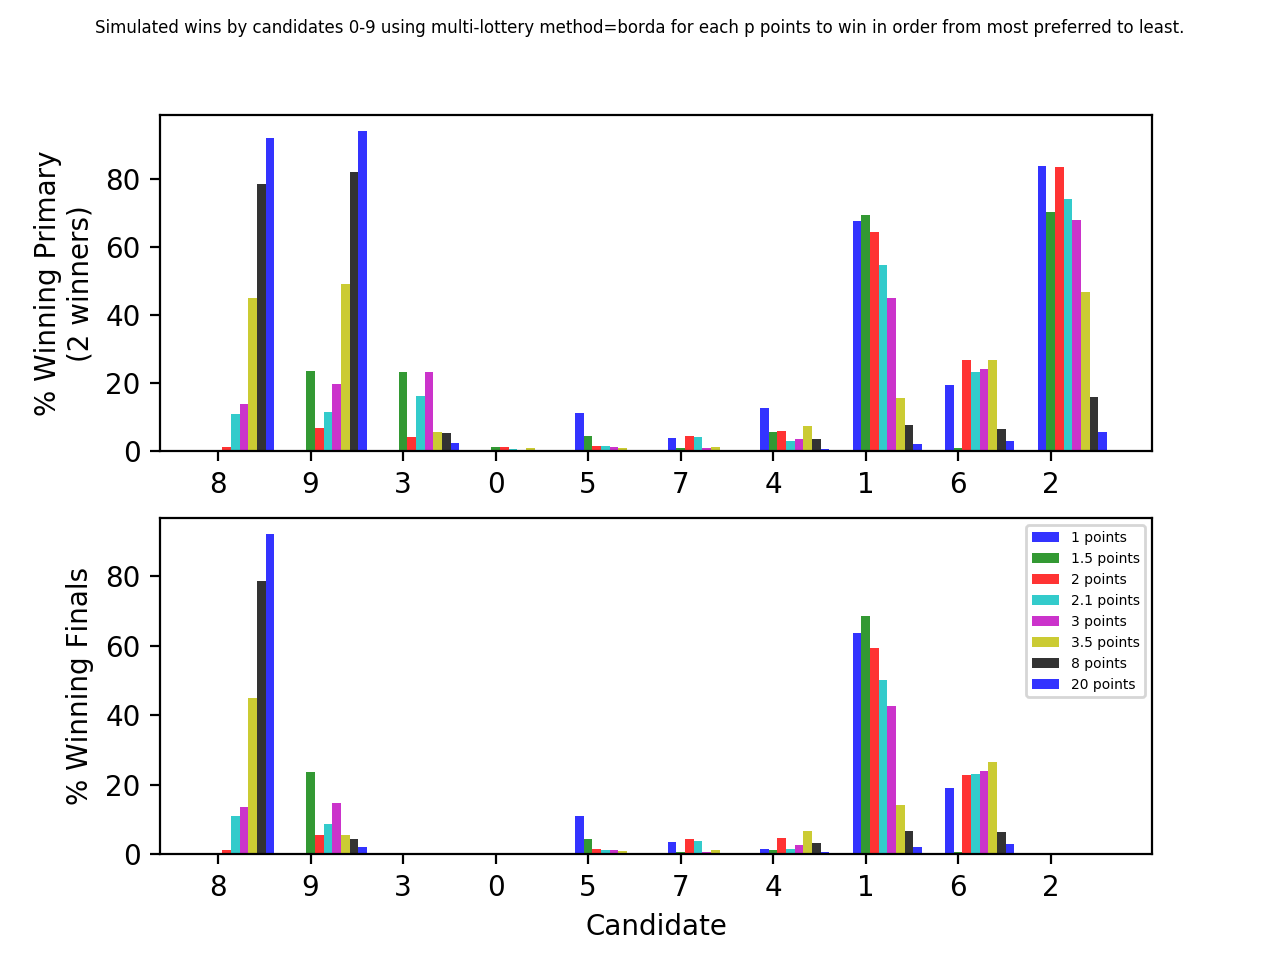 Simulated wins by candidates 0-9 using multi-lottery method=borda for each p points to win in order from most preferred to least.
% Winning Primary
(2 winners)
80
60
40
20
0
8 9 3 0 5 7 4 1 6 2
% Winning Finals
80
60
40
20
0
1 points
1.5 points
2 points
2.1 points
3 points
3.5 points
8 points
20 points
8 9 3 0 5 7 4 1 6 2
Candidate